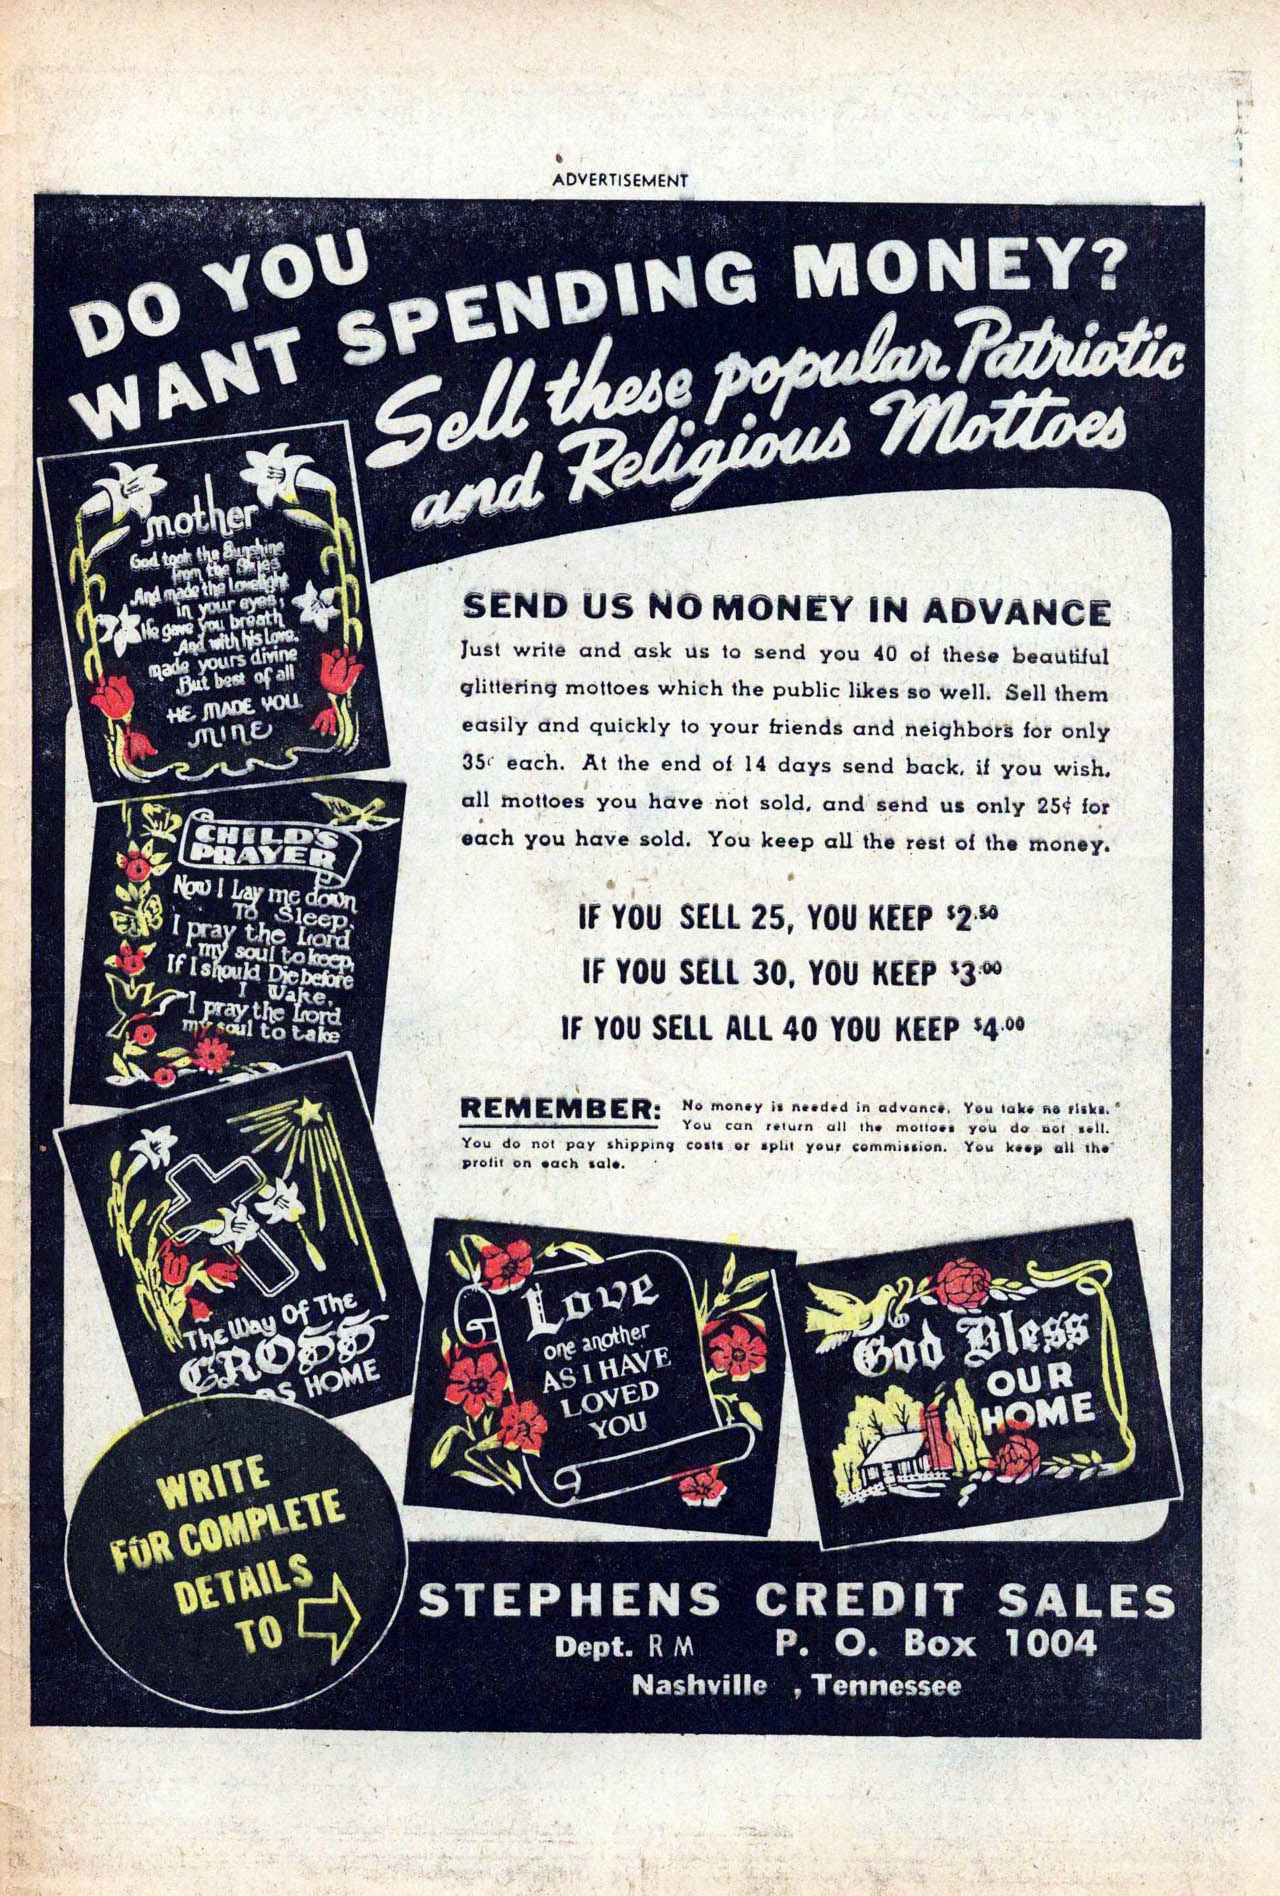 ADVERTISEMENT
DO YOU
WANT SPENDING MONEY?
Sell these popular Patriotic
and Religious Mottoes
mother
God took the Sunshine
from the Skies
And made the Lovelight
in your eyes,
He gave you breath
And with his Love,
made yours divine
But best of all
HE MADE YOU
MINE
CHILD'S
PRAYER
Now I Lay me down
To Sleep,
I pray the Lord
my soul to keep,
If I should Die before
I Wake,
I pray the Lord
my soul to take
The Way Of The
CROSS
HOME
SEND US NO MONEY IN ADVANCE
Just write and ask us to send you 40 of these beautiful
glittering mottoes which the public likes so well. Sell them
easily and quickly to your friends and neighbors for only
35¢ each. At the end of 14 days send back, if you wish,
all mottoes you have not sold, and send us only 25¢ for
each you have sold. You keep all the rest of the money.
IF YOU SELL 25, YOU KEEP $2.50
IF YOU SELL 30, YOU KEEP $3.00
IF YOU SELL ALL 40 YOU KEEP $4.00
REMEMBER: No money is needed in advance. You take no risks.
You can return all the mottoes you do not sell.
You do not pay shipping costs or split your commission. You keep all the
profit on each sale.
Love
one another
AS I HAVE
LOVED
YOU
God Bless
OUR
HOME
WRITE
FOR COMPLETE
DETAILS
TO
STEPHENS CREDIT SALES
Dept. R M P. O. Box 1004
Nashville , Tennessee